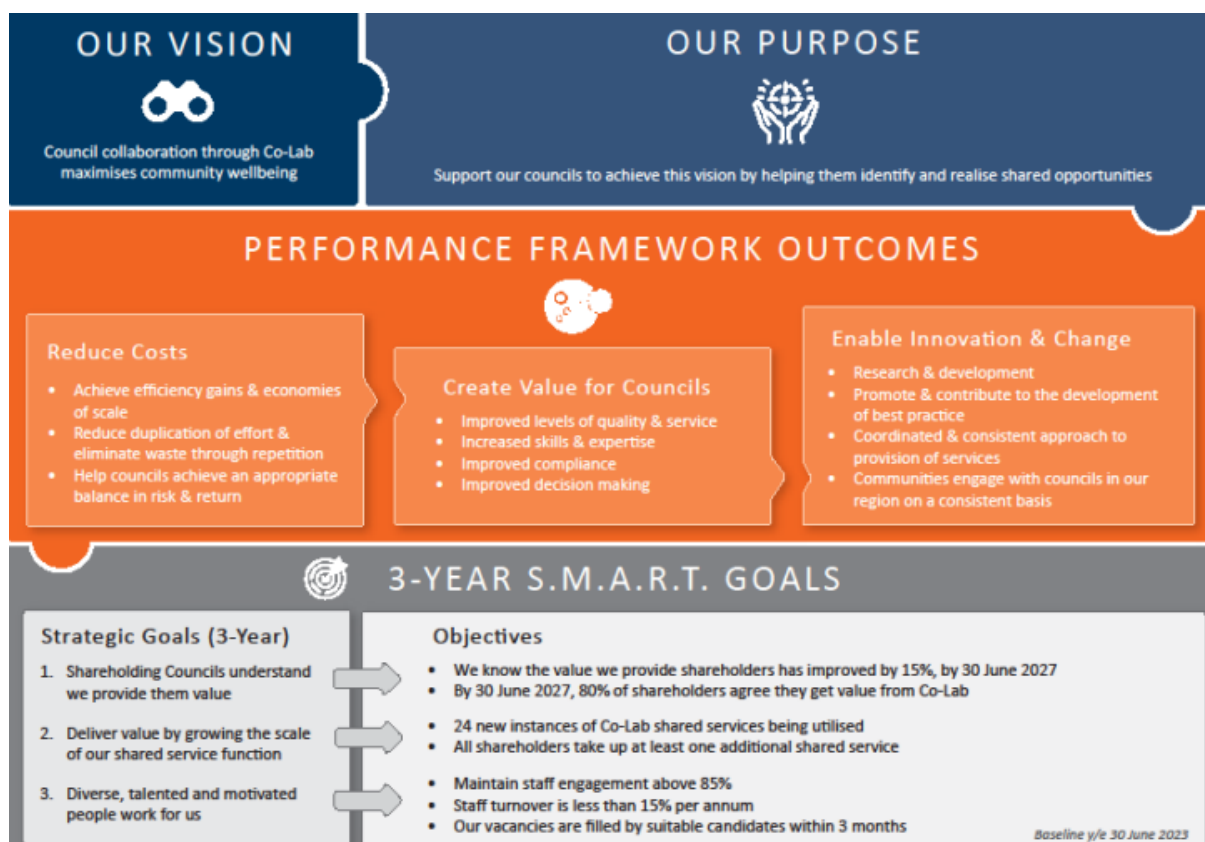 OUR VISION
Council collaboration through Co-Lab
maximises community wellbeing
OUR PURPOSE
Support our councils to achieve this vision by helping them identify and realise shared opportunities
PERFORMANCE FRAMEWORK OUTCOMES
Reduce Costs
• Achieve efficiency gains & economies
of scale
• Reduce duplication of effort &
eliminate waste through repetition
• Help councils achieve an appropriate
balance in risk & return
Create Value for Councils
• Improved levels of quality & service
• Increased skills & expertise
• Improved compliance
• Improved decision making
Enable Innovation & Change
• Research & development
• Promote & contribute to the development
of best practice
• Coordinated & consistent approach to
provision of services
• Communities engage with councils in our
region on a consistent basis
3-YEAR S.M.A.R.T. GOALS
Strategic Goals (3-Year)
1. Shareholding Councils understand
we provide them value
2. Deliver value by growing the scale
of our shared service function
3. Diverse, talented and motivated
people work for us
Objectives
• We know the value we provide shareholders has improved by 15%, by 30 June 2027
• By 30 June 2027, 80% of shareholders agree they get value from Co-Lab
• 24 new instances of Co-Lab shared services being utilised
• All shareholders take up at least one additional shared service
• Maintain staff engagement above 85%
• Staff turnover is less than 15% per annum
• Our vacancies are filled by suitable candidates within 3 months
Baseline y/e 30 June 2023